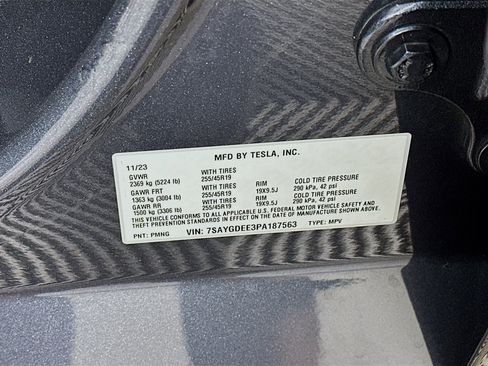 MFD BY TESLA, INC.
11/23
GVWR WITH TIRES
2369 kg (5224 lb) 255/45R19
GAWR FRT WITH TIRES RIM COLD TIRE PRESSURE
1363 kg (3004 lb) 255/45R19 19X9.5J 290 kPa, 42 psi
GAWR RR WITH TIRES RIM COLD TIRE PRESSURE
1500 kg (3306 lb) 255/45R19 19X9.5J 290 kPa, 42 psi
THIS VEHICLE CONFORMS TO ALL APPLICABLE U.S. FEDERAL MOTOR VEHICLE SAFETY AND
THEFT PREVENTION STANDARDS IN EFFECT ON THE DATE OF MANUFACTURE SHOWN ABOVE.
PNT: PMNG VIN: 7SAYGDEE3PA187563 TYPE: MPV